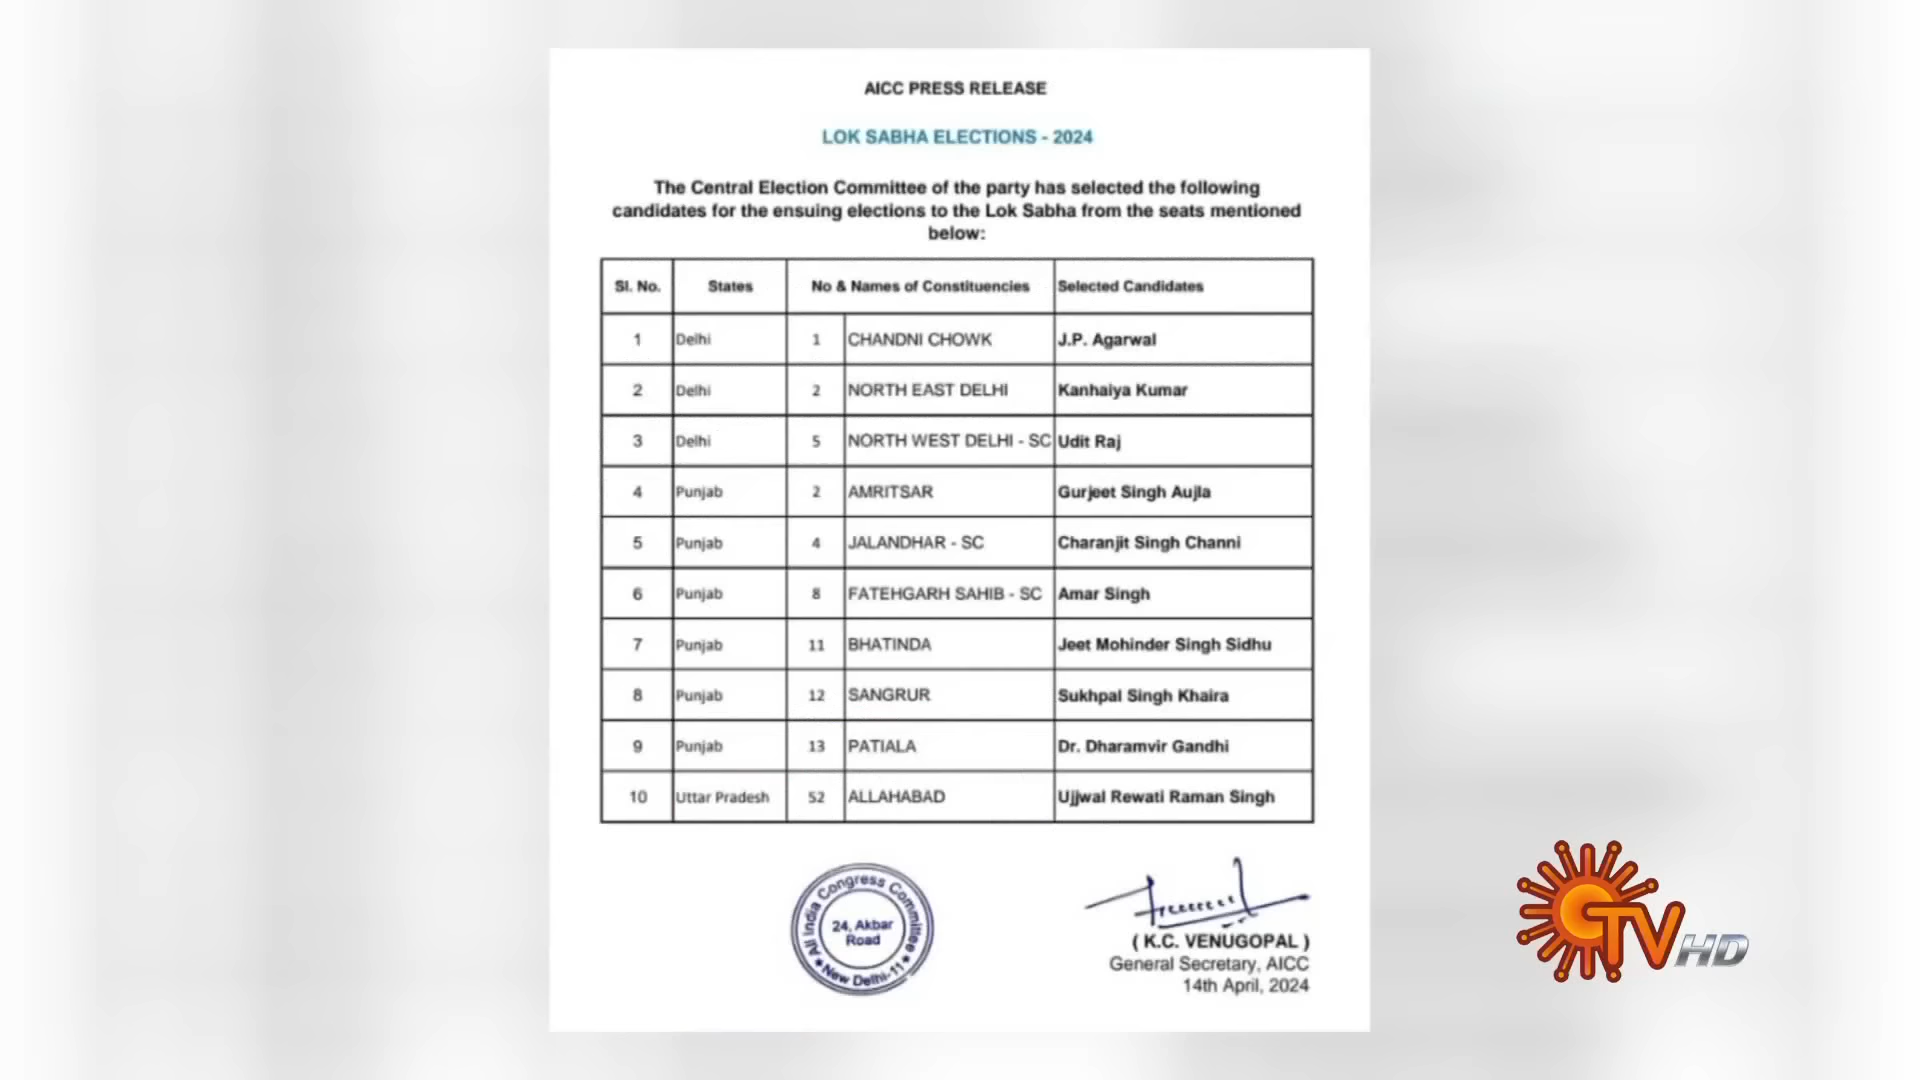 AICC PRESS RELEASE
LOK SABHA ELECTIONS - 2024
The Central Election Committee of the party has selected the following
candidates for the ensuing elections to the Lok Sabha from the seats mentioned
below:
Sl. No. States No & Names of Constituencies Selected Candidates
1 Delhi 1 CHANDNI CHOWK J.P. Agarwal
2 Delhi 2 NORTH EAST DELHI Kanhaiya Kumar
3 Delhi 5 NORTH WEST DELHI - SC Udit Raj
4 Punjab 2 AMRITSAR Gurjeet Singh Aujla
5 Punjab 4 JALANDHAR - SC Charanjit Singh Channi
6 Punjab 8 FATEHGARH SAHIB - SC Amar Singh
7 Punjab 11 BHATINDA Jeet Mohinder Singh Sidhu
8 Punjab 12 SANGRUR Sukhpal Singh Khaira
9 Punjab 13 PATIALA Dr. Dharamvir Gandhi
10 Uttar Pradesh 52 ALLAHABAD Ujjwal Rewati Raman Singh
All India Congress Committee
24, Akbar
Road
New Delhi-11
( K.C. VENUGOPAL )
General Secretary, AICC
14th April, 2024
TV HD